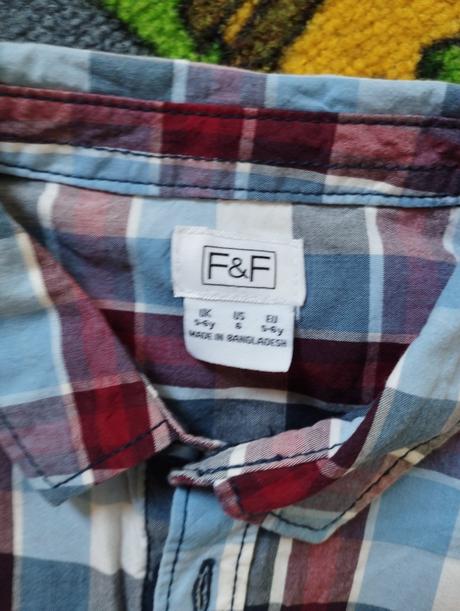 F&F
UK US EU
5-6y 6 5-6y
MADE IN BANGLADESH